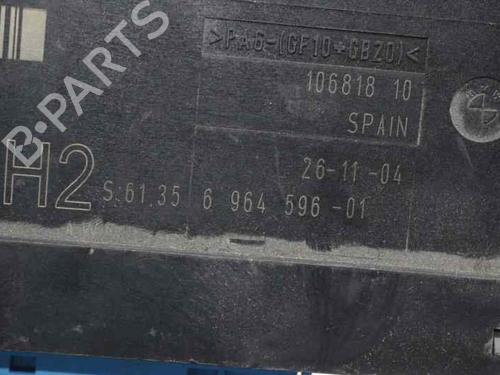 >PA6-(GF10+GB20)<
106818 10
SPAIN
26-11-04
H2 S:61.35 6 964 596-01
B-PARTS